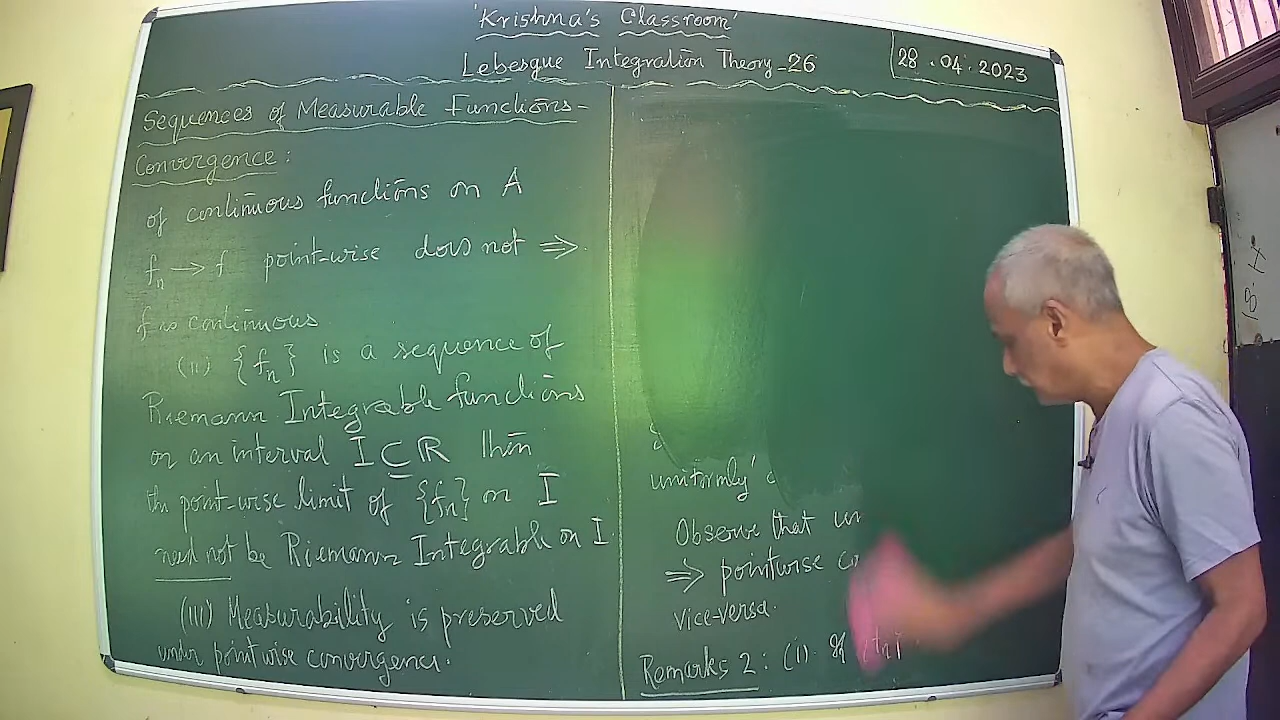 'Krishna's Classroom'
Lebesgue Integration Theory-26
28.04.2023
Sequences of Measurable Functions-
Convergence:
of continuous functions on A
fₙ → f point-wise does not ⇒
f is continuous
(ii) {fₙ} is a sequence of
Riemann Integrable functions
on an interval I ⊆ ℝ then
the point-wise limit of {fₙ} on I
need not be Riemann Integrable on I.
(iii) Measurability is preserved
under pointwise convergence.
uniformly'
Observe that
⇒ pointwise
vice-versa.
Remarks 2: (i) If